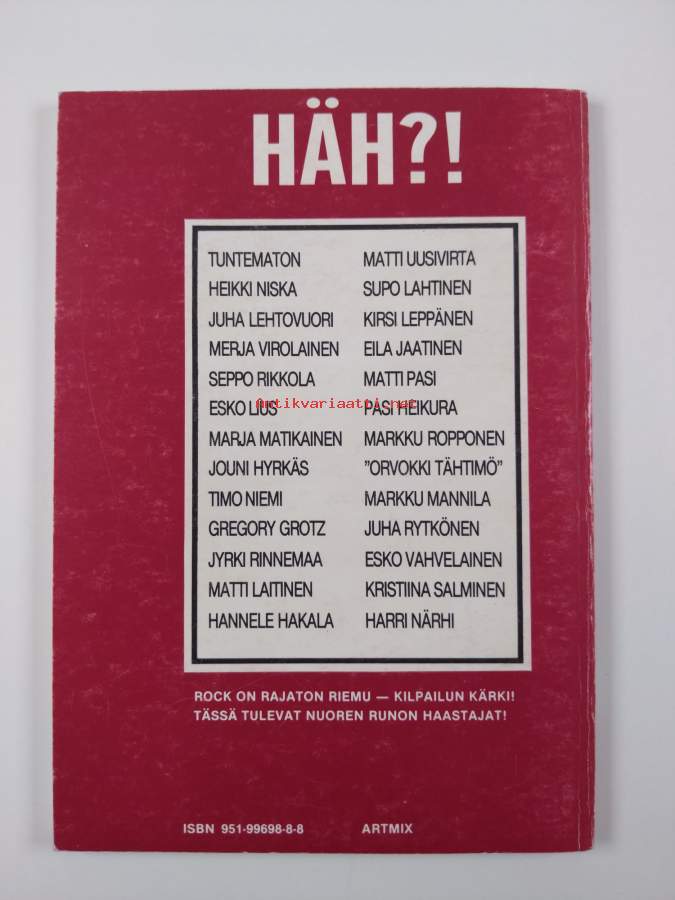 HÄH?!
TUNTEMATON
HEIKKI NISKA
JUHA LEHTOVUORI
MERJA VIROLAINEN
SEPPO RIKKOLA
ESKO LIUS
MARJA MATIKAINEN
JOUNI HYRKÄS
TIMO NIEMI
GREGORY GROTZ
JYRKI RINNEMAA
MATTI LAITINEN
HANNELE HAKALA
MATTI UUSIVIRTA
SUPO LAHTINEN
KIRSI LEPPÄNEN
EILA JAATINEN
MATTI PASI
PASI HEIKURA
MARKKU ROPPONEN
"ORVOKKI TÄHTIMÖ"
MARKKU MANNILA
JUHA RYTKÖNEN
ESKO VAHVELAINEN
KRISTIINA SALMINEN
HARRI NÄRHI
Antikvariaatti.net
ROCK ON RAJATON RIEMU — KILPAILUN KÄRKI!
TÄSSÄ TULEVAT NUOREN RUNON HAASTAJAT!
ISBN 951-99698-8-8 ARTMIX